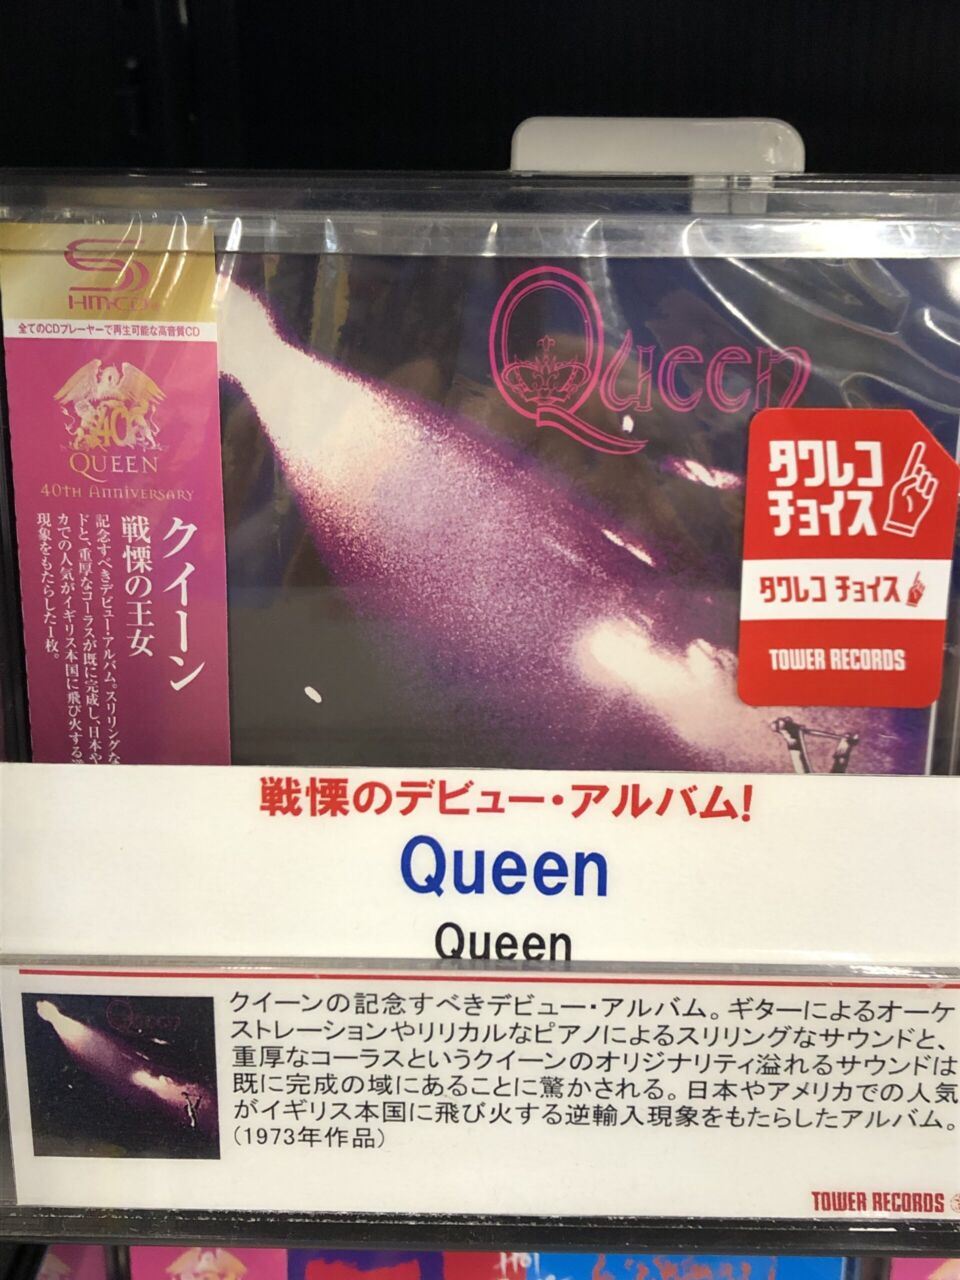 HM-CD
全てのCDプレーヤーで再生可能な高音質CD
40
QUEEN
40th Anniversary
クイーン
戦慄の王女
記念すべきデビュー・アルバム。スリリングな
ドと、重厚なコーラスが既に完成し、日本や
カでの人気がイギリス本国に飛び火する逆
現象をもたらした1枚。
Queen
タワレコ
チョイス
タワレコ チョイス
TOWER RECORDS
戦慄のデビュー・アルバム!
Queen
Queen
Queen
クイーンの記念すべきデビュー・アルバム。ギターによるオーケ
ストレーションやリリカルなピアノによるスリリングなサウンドと、
重厚なコーラスというクイーンのオリジナリティ溢れるサウンドは
既に完成の域にあることに驚かされる。日本やアメリカでの人気
がイギリス本国に飛び火する逆輸入現象をもたらしたアルバム。
(1973年作品)
TOWER RECORDS